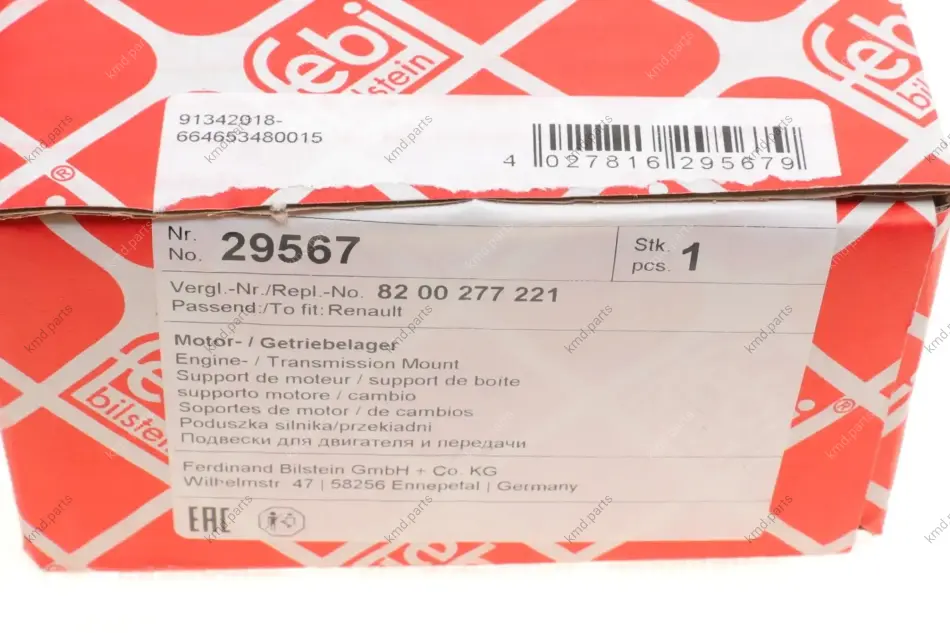 febi
bilstein
febi
91342018-
664653480015
4 027816 295679
®
Nr.
No. 29567
Stk.
pcs. 1
Vergl.-Nr./Repl.-No. 82 00 277 221
Passend:/To fit: Renault
Motor- / Getriebelager
Engine- / Transmission Mount
Support de moteur / support de boite
supporto motore / cambio
Soportes de motor / de cambios
Poduszka silnika/przekładni
Подвески для двигателя и передачи
Ferdinand Bilstein GmbH + Co. KG
Wilhelmstr. 47 | 58256 Ennepetal | Germany
EAC
bilstein
®
kmd.parts